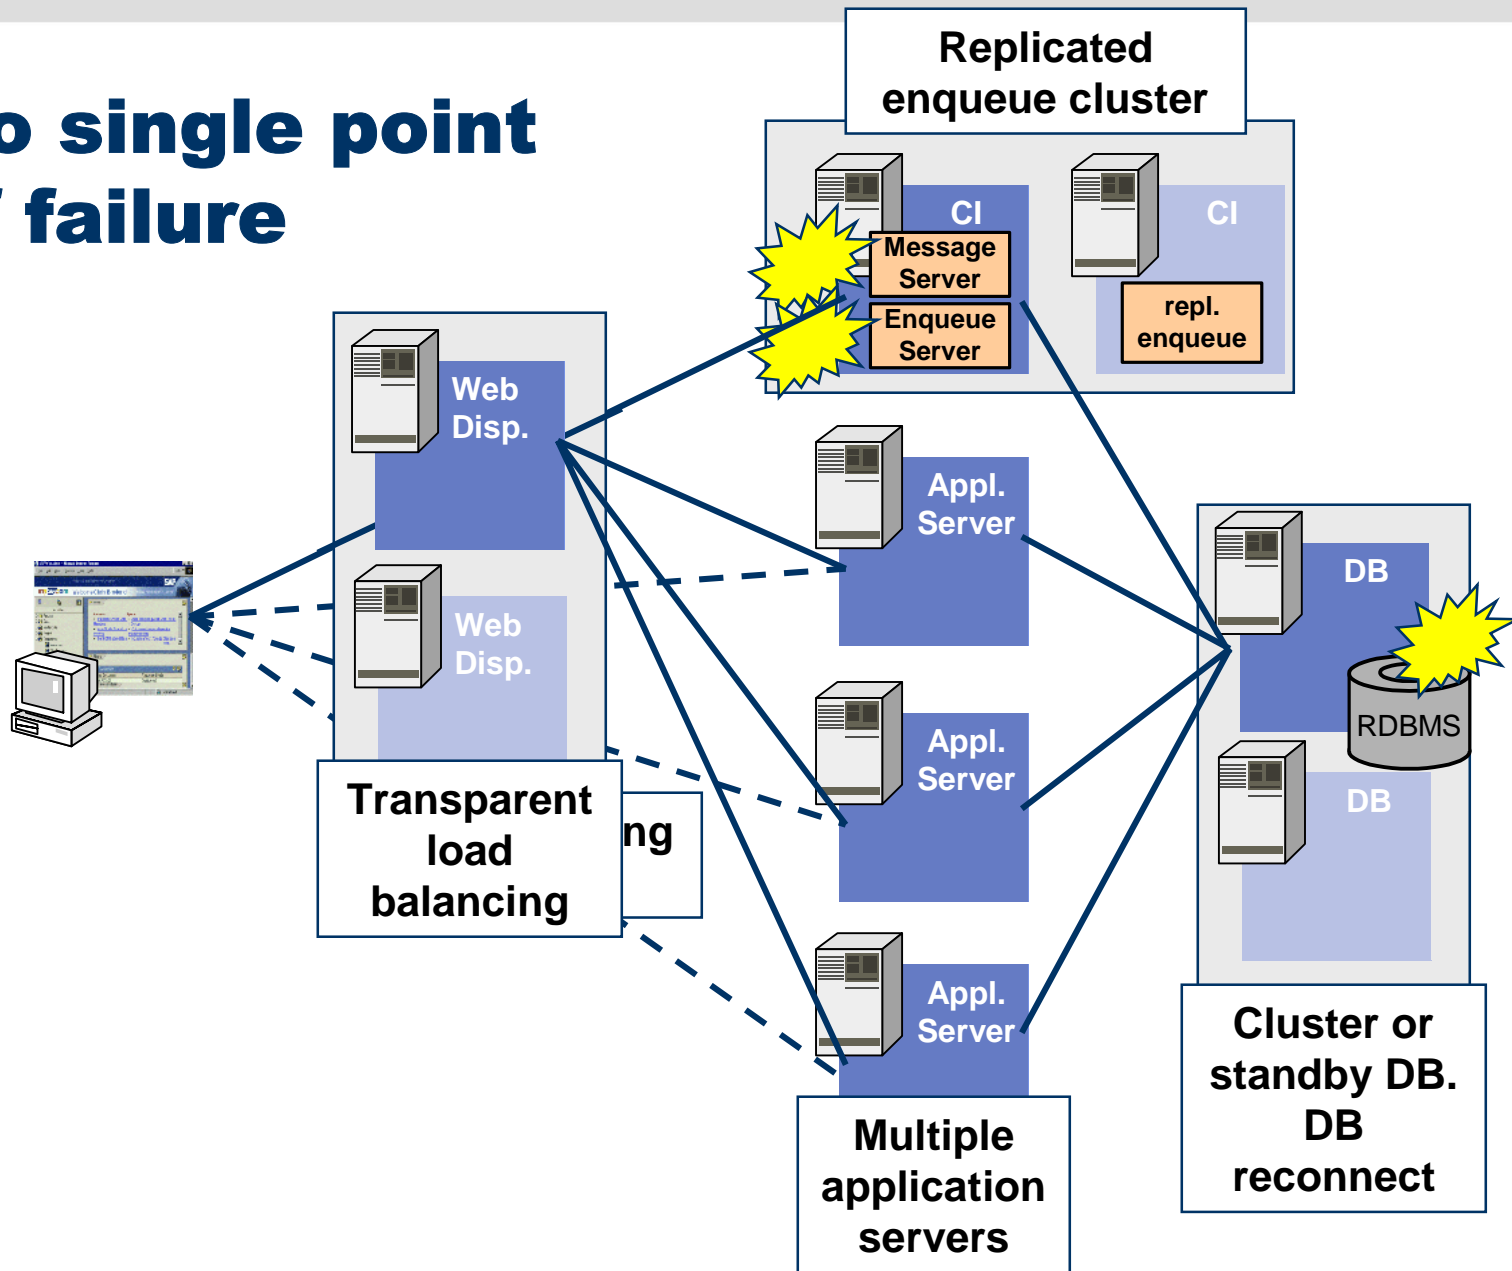 Replicated
enqueue cluster
o single point
failure
CI
Message
Server
Enqueue
Server
CI
repl.
enqueue
Web
Disp.
Web
Disp.
Appl.
Server
Appl.
Server
Appl.
Server
DB
RDBMS
DB
Transparent
load
balancing
ng
Cluster or
standby DB.
DB
reconnect
Multiple
application
servers